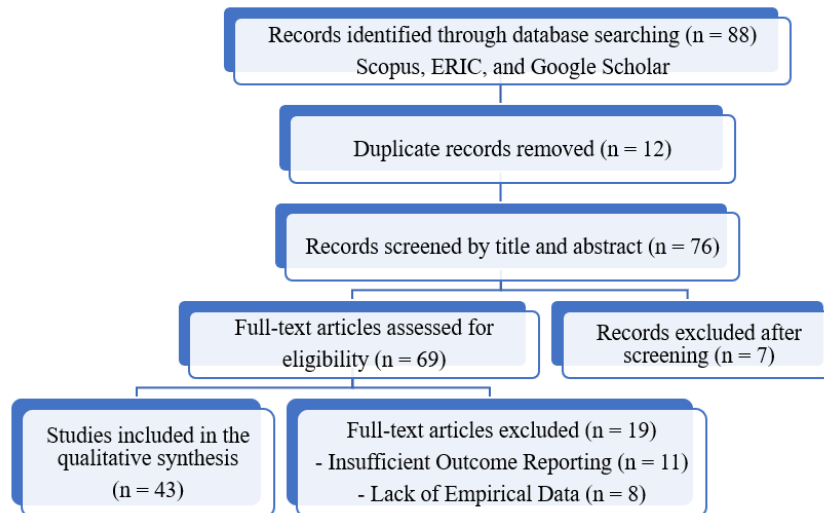 Records identified through database searching (n = 88)
Scopus, ERIC, and Google Scholar
Duplicate records removed (n = 12)
Records screened by title and abstract (n = 76)
Full-text articles assessed for
eligibility (n = 69)
Records excluded after
screening (n = 7)
Studies included in the
qualitative synthesis
(n = 43)
Full-text articles excluded (n = 19)
- Insufficient Outcome Reporting (n = 11)
- Lack of Empirical Data (n = 8)